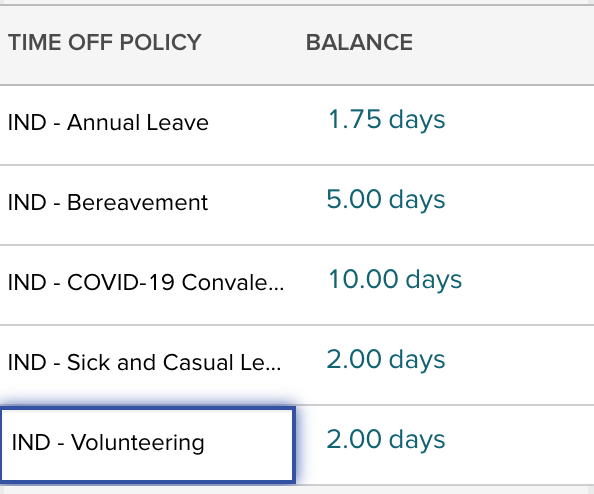 TIME OFF POLICY BALANCE
IND - Annual Leave 1.75 days
IND - Bereavement 5.00 days
IND - COVID-19 Convale... 10.00 days
IND - Sick and Casual Le... 2.00 days
IND - Volunteering 2.00 days